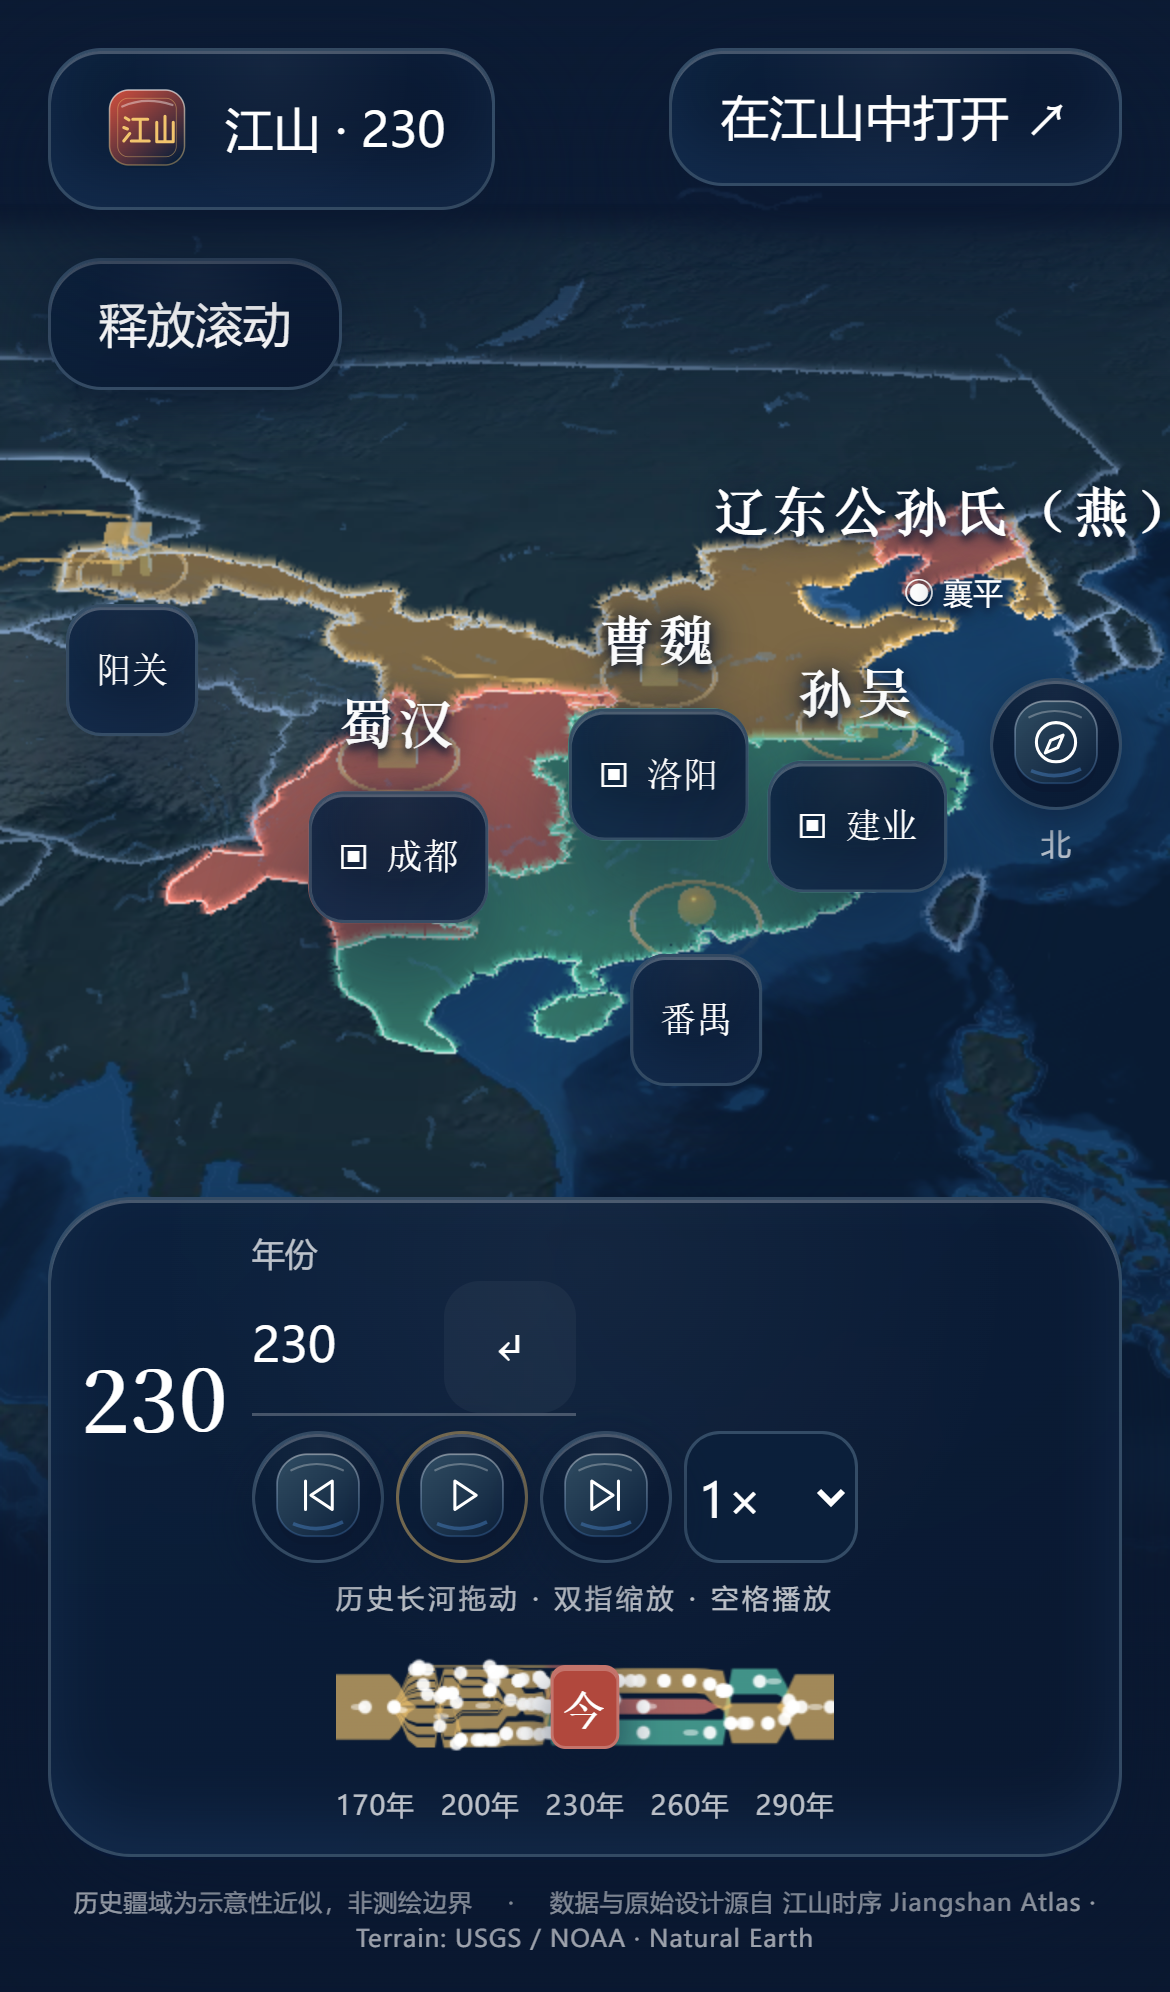 江山
江山 · 230
在江山中打开 ↗
释放滚动
辽东公孙氏（燕）
襄平
曹魏
阳关
孙吴
蜀汉
洛阳
建业
成都
北
番禺
年份
230
230
1×
历史长河拖动 · 双指缩放 · 空格播放
今
170年 200年 230年 260年 290年
历史疆域为示意性近似，非测绘边界 · 数据与原始设计源自 江山时序 Jiangshan Atlas ·
Terrain: USGS / NOAA · Natural Earth